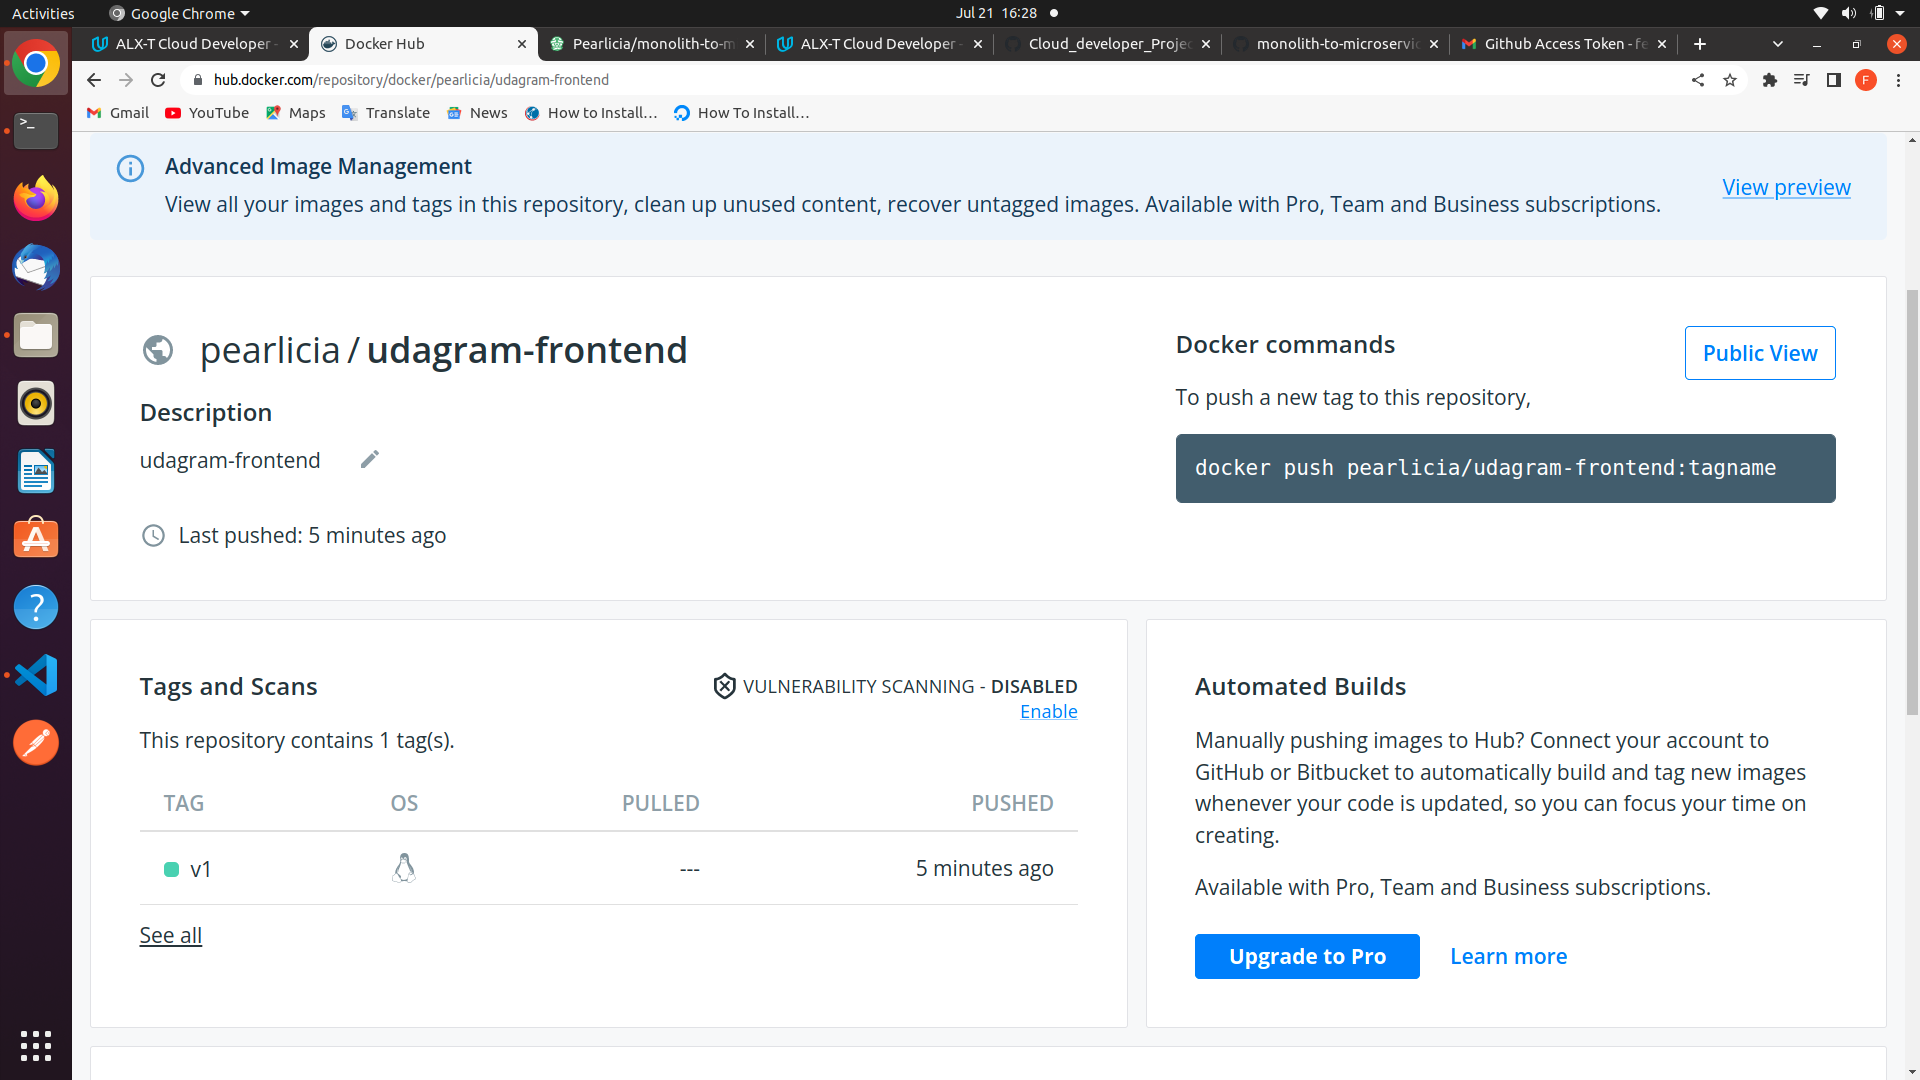 Activities
Google Chrome
Jul 21 16:28
ALX-T Cloud Developer -
Docker Hub
Pearlicia/monolith-to-m
ALX-T Cloud Developer -
Cloud_developer_Projec
monolith-to-microservic
Github Access Token - fe
hub.docker.com/repository/docker/pearlicia/udagram-frontend
F
Gmail
YouTube
Maps
Translate
News
How to Install...
How To Install...
Advanced Image Management
View all your images and tags in this repository, clean up unused content, recover untagged images. Available with Pro, Team and Business subscriptions.
View preview
pearlicia / udagram-frontend
Description
udagram-frontend
Last pushed: 5 minutes ago
Docker commands
Public View
To push a new tag to this repository,
docker push pearlicia/udagram-frontend:tagname
Tags and Scans
VULNERABILITY SCANNING - DISABLED
Enable
This repository contains 1 tag(s).
TAG OS PULLED PUSHED
v1 --- 5 minutes ago
See all
Automated Builds
Manually pushing images to Hub? Connect your account to
GitHub or Bitbucket to automatically build and tag new images
whenever your code is updated, so you can focus your time on
creating.
Available with Pro, Team and Business subscriptions.
Upgrade to Pro
Learn more